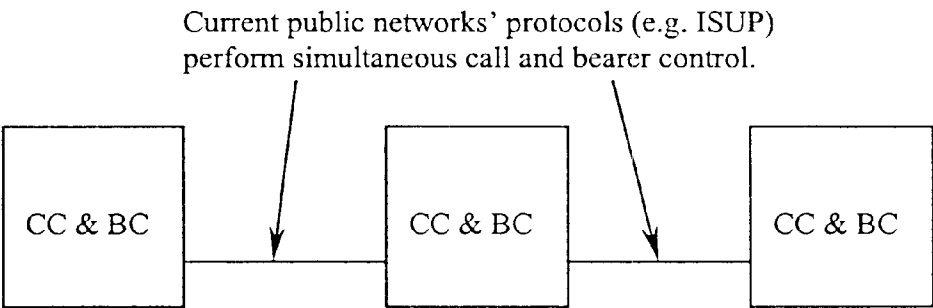 Current public networks' protocols (e.g. ISUP)
perform simultaneous call and bearer control.
CC & BC
CC & BC
CC & BC